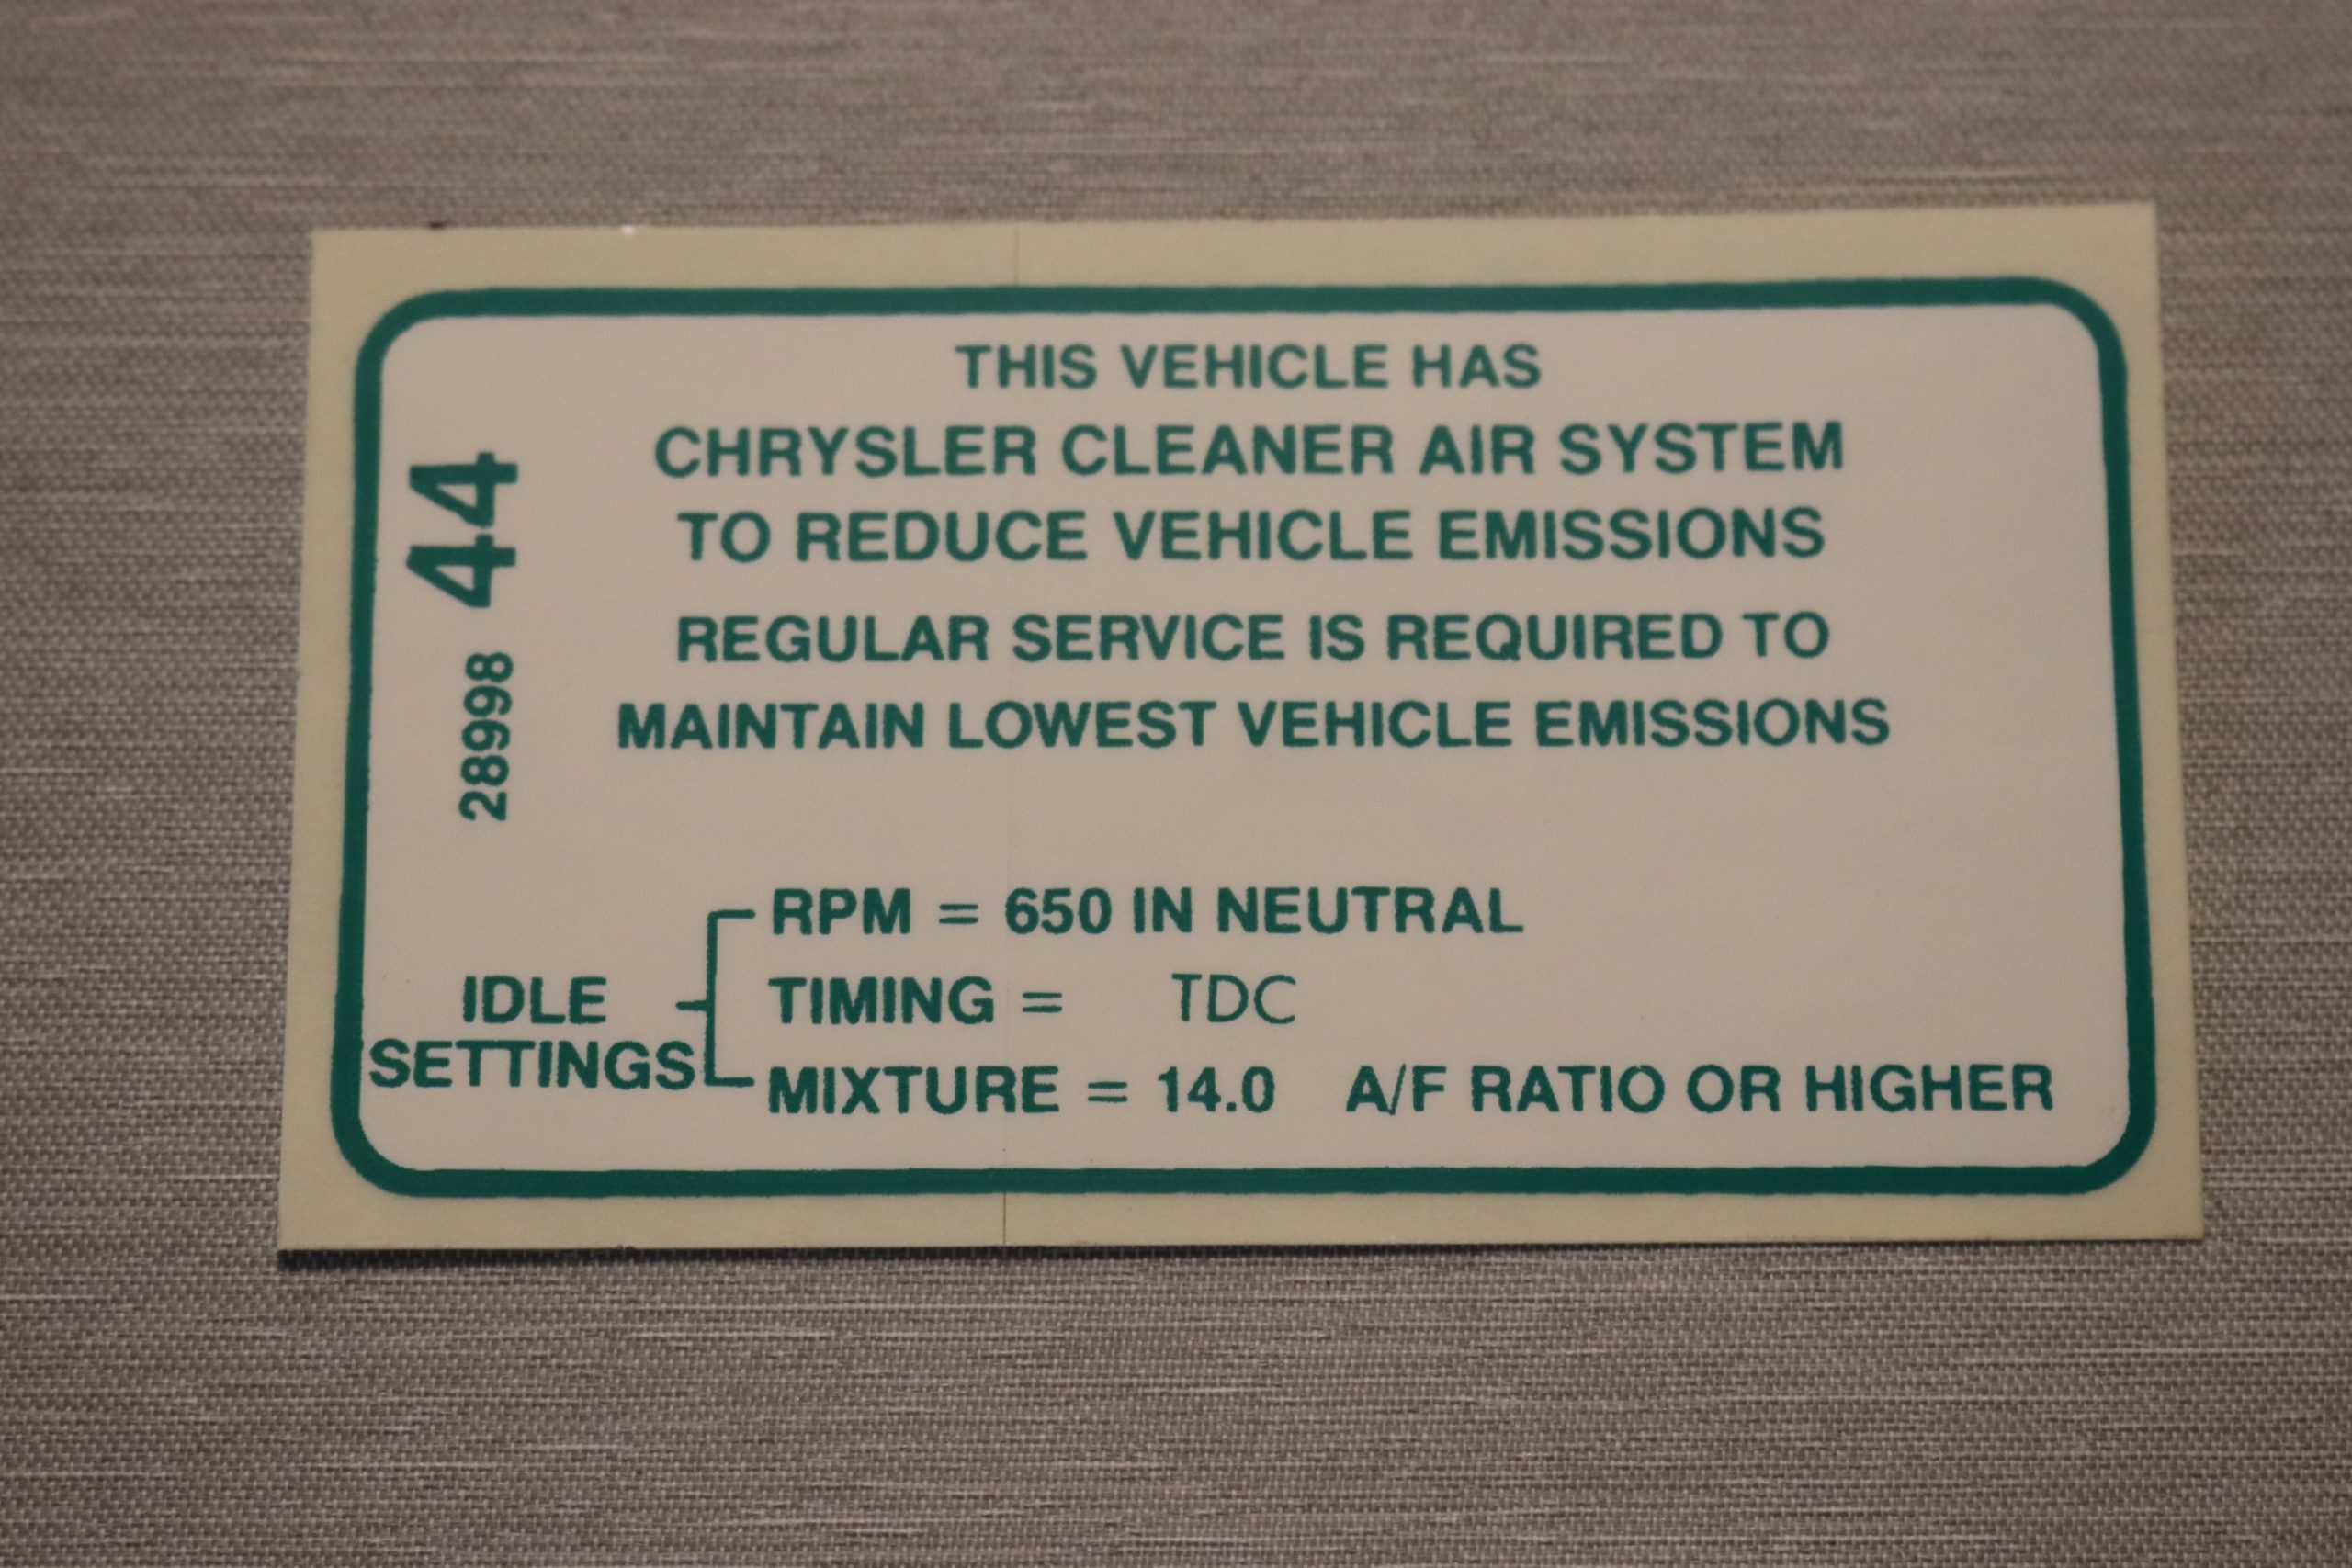 THIS VEHICLE HAS
CHRYSLER CLEANER AIR SYSTEM
TO REDUCE VEHICLE EMISSIONS
REGULAR SERVICE IS REQUIRED TO
MAINTAIN LOWEST VEHICLE EMISSIONS
28998 44
IDLE SETTINGS
RPM = 650 IN NEUTRAL
TIMING = TDC
MIXTURE = 14.0 A/F RATIO OR HIGHER